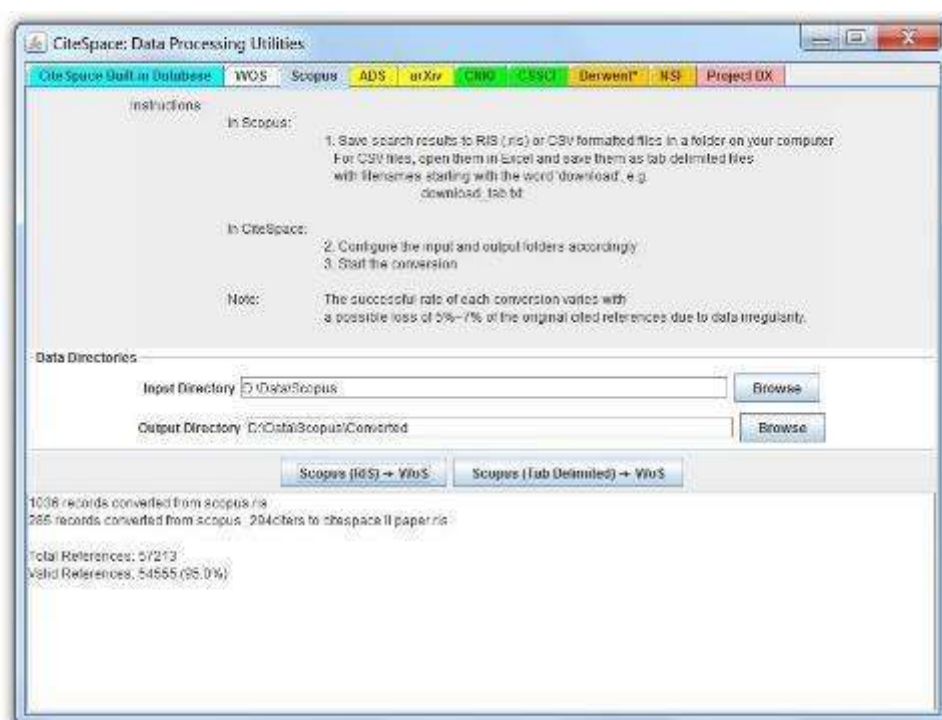 CiteSpace: Data Processing Utilities
CiteSpace Built-in Database WOS Scopus ADS arXiv CNKI CSSCI Derwent* NSF Project DX
Instructions:
In Scopus:
1. Save search results to RIS (.ris) or CSV formatted files in a folder on your computer
For CSV files, open them in Excel and save them as tab delimited files
with filenames starting with the word 'download', e.g.
download_tab.txt
In CiteSpace:
2. Configure the input and output folders accordingly
3. Start the conversion
Note: The successful rate of each conversion varies with
a possible loss of 5%~7% of the original cited references due to data irregularity.
Data Directories
Input Directory D:\Data\Scopus Browse
Output Directory D:\Data\Scopus\Converted Browse
Scopus (RIS) → WoS Scopus (Tab Delimited) → WoS
1036 records converted from scopus.ris
285 records converted from scopus_294citers to citespace II paper.ris
Total References: 57213
Valid References: 54555 (95.0%)